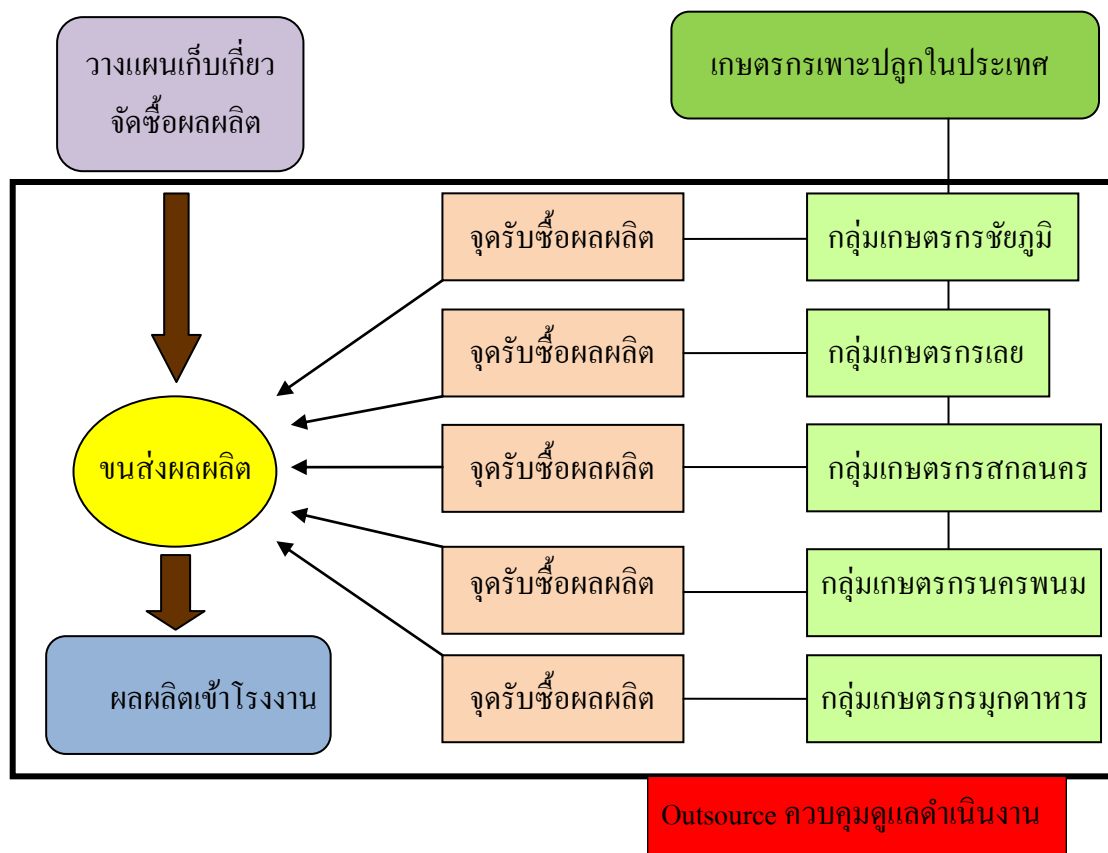 วางแผนเก็บเกี่ยว
จัดซื้อผลผลิต
เกษตรกรเพาะปลูกในประเทศ
จุดรับซื้อผลผลิต
กลุ่มเกษตรกรชัยภูมิ
จุดรับซื้อผลผลิต
กลุ่มเกษตรกรเลย
ขนส่งผลผลิต
จุดรับซื้อผลผลิต
กลุ่มเกษตรกรสกลนคร
จุดรับซื้อผลผลิต
กลุ่มเกษตรกรนครพนม
ผลผลิตเข้าโรงงาน
จุดรับซื้อผลผลิต
กลุ่มเกษตรกรมุกดาหาร
Outsource ควบคุมดูแลดำเนินงาน